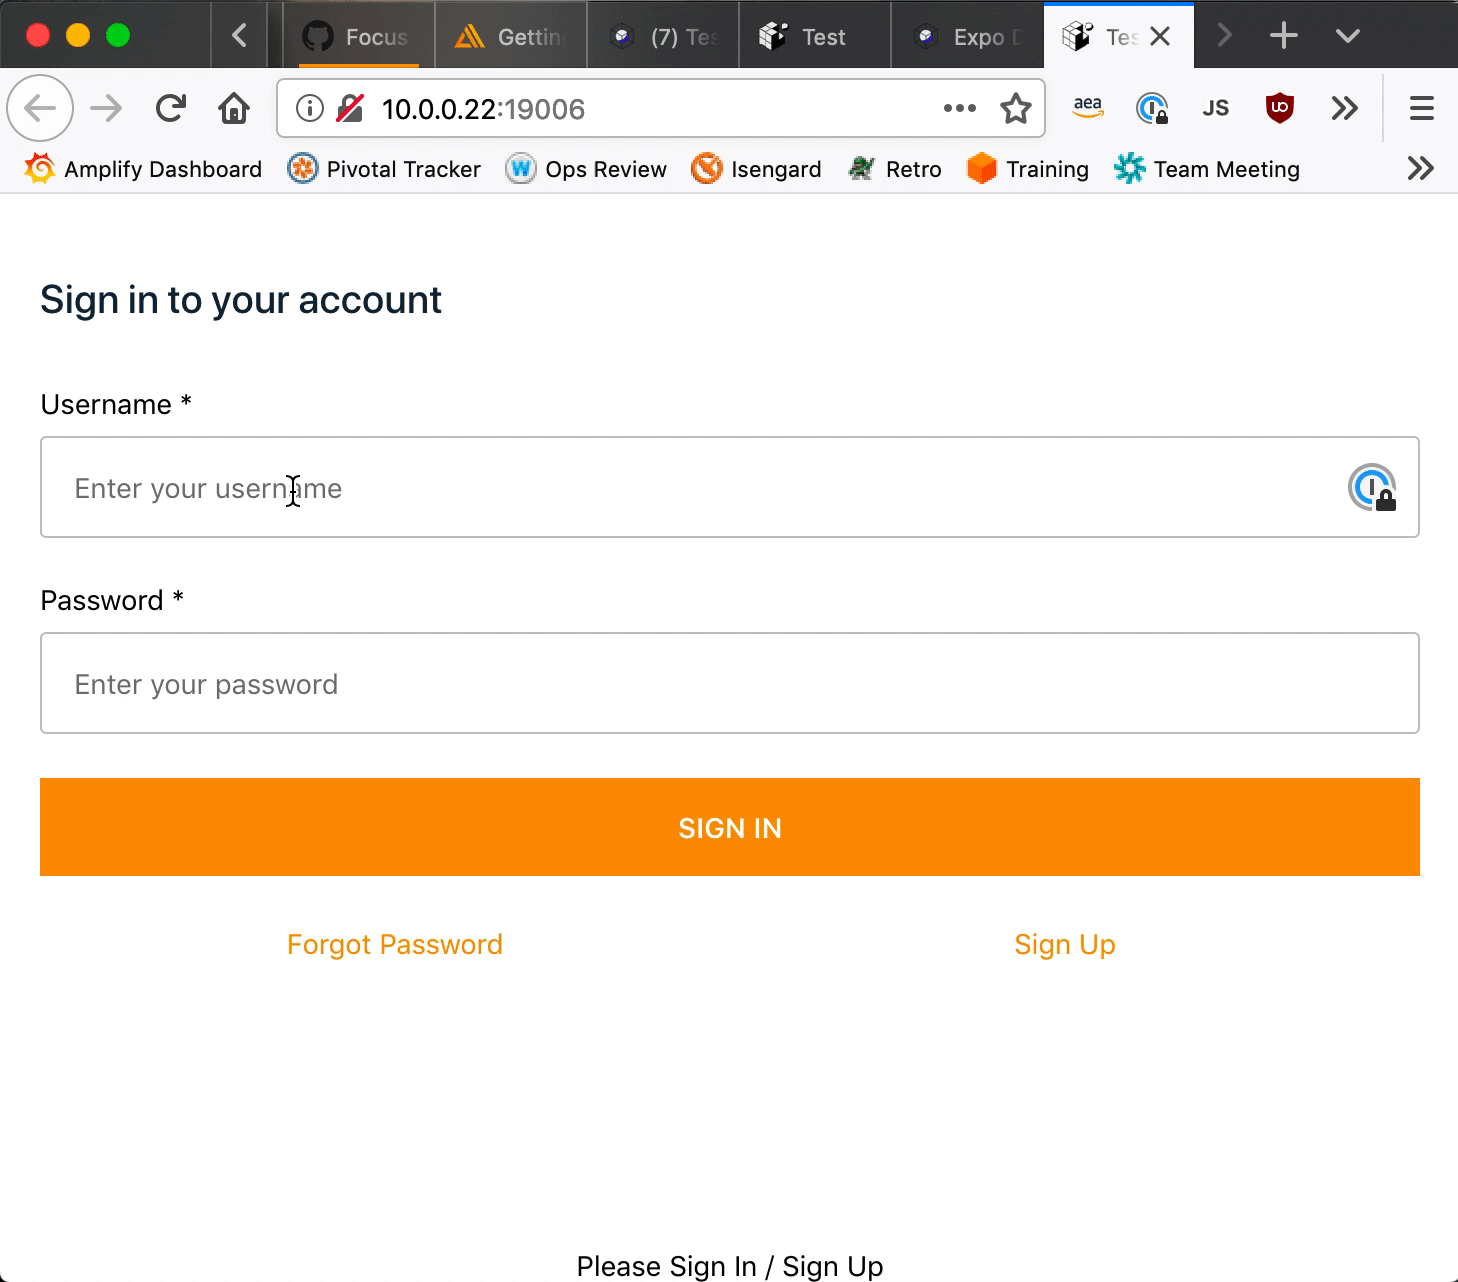 Focus Gettin (7) Tes Test Expo D Tes
10.0.0.22:19006 aea JS
Amplify Dashboard Pivotal Tracker W Ops Review Isengard Retro Training Team Meeting
Sign in to your account
Username *
Enter your username
Password *
Enter your password
SIGN IN
Forgot Password Sign Up
Please Sign In / Sign Up